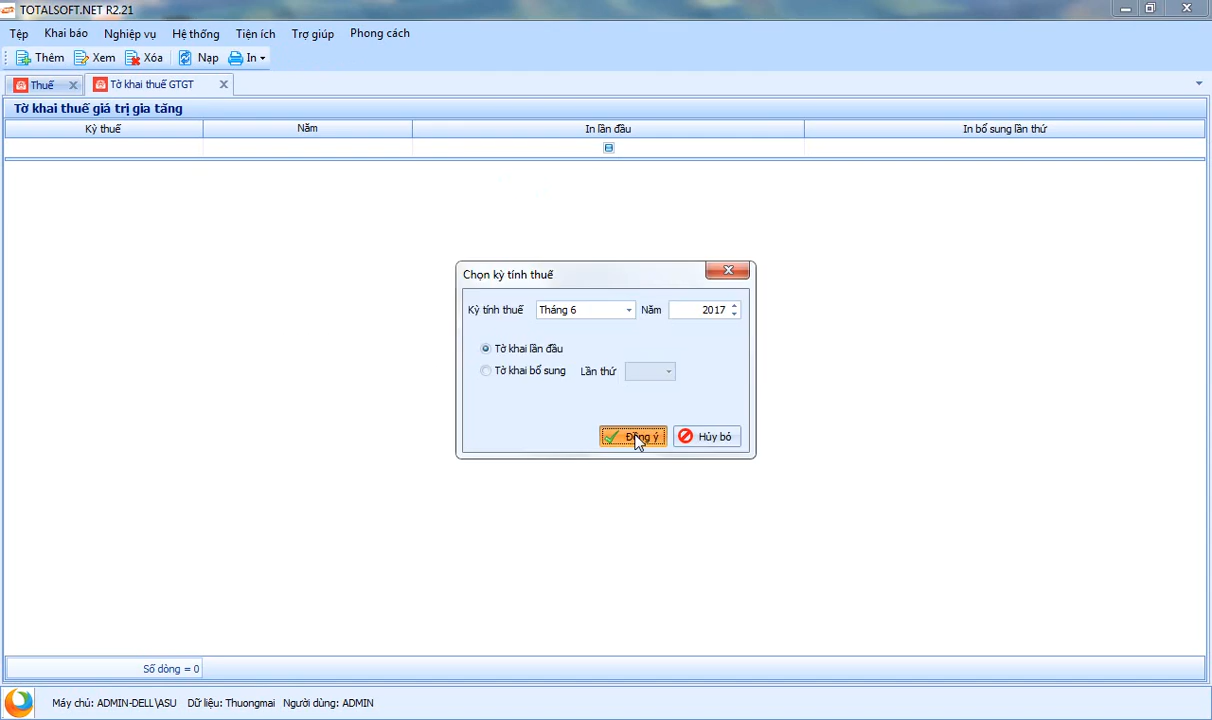 TOTALSOFT.NET R2.21
Tệp Khai báo Nghiệp vụ Hệ thống Tiện ích Trợ giúp Phong cách
Thêm Xem Xóa Nạp In
Thuế Tờ khai thuế GTGT
Tờ khai thuế giá trị gia tăng
Kỳ thuế Năm In lần đầu In bổ sung lần thứ
Chọn kỳ tính thuế
Kỳ tính thuế Tháng 6 Năm 2017
Tờ khai lần đầu
Tờ khai bổ sung Lần thứ
Đồng ý Hủy bỏ
Số dòng = 0
Máy chủ: ADMIN-DELL\ASU Dữ liệu: Thuongmai Người dùng: ADMIN